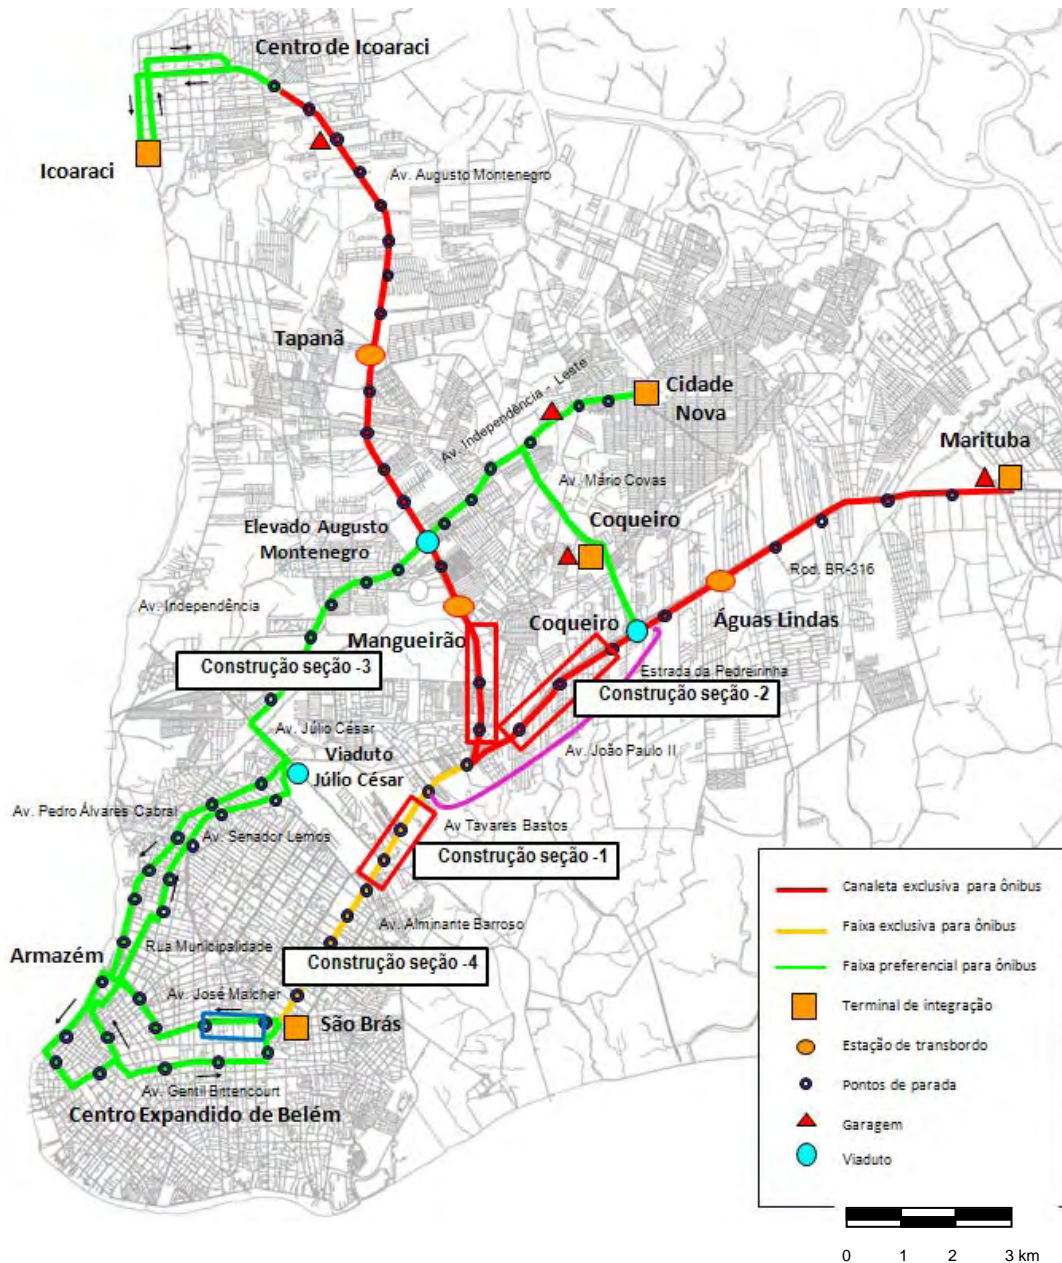 Centro de Icoaraci
Icoaraci
Av. Augusto Montenegro
Tapanã
Av. Independência - Leste
Cidade
Nova
Marituba
Av. Mário Covas
Coqueiro
Elevado Augusto
Montenegro
Rod. BR-316
Av. Independência
Mangueirão
Coqueiro
Águas Lindas
Construção seção -3
Estrada da Pedreirinha
Construção seção -2
Av. Júlio César
Av. João Paulo II
Viaduto
Júlio César
Av. Pedro Álvares Cabral
Av. Senador Lemos
Av Tavares Bastos
Construção seção -1
Canaleta exclusiva para ônibus
Av. Alminante Barroso
Faixa exclusiva para ônibus
Rua Municipalidade
Armazém
Construção seção -4
Faixa preferencial para ônibus
Av. José Malcher
Terminal de integração
São Brás
Estação de transbordo
Av. Gentil Bittencourt
Pontos de parada
Centro Expandido de Belém
Garagem
Viaduto
0 1 2 3 km